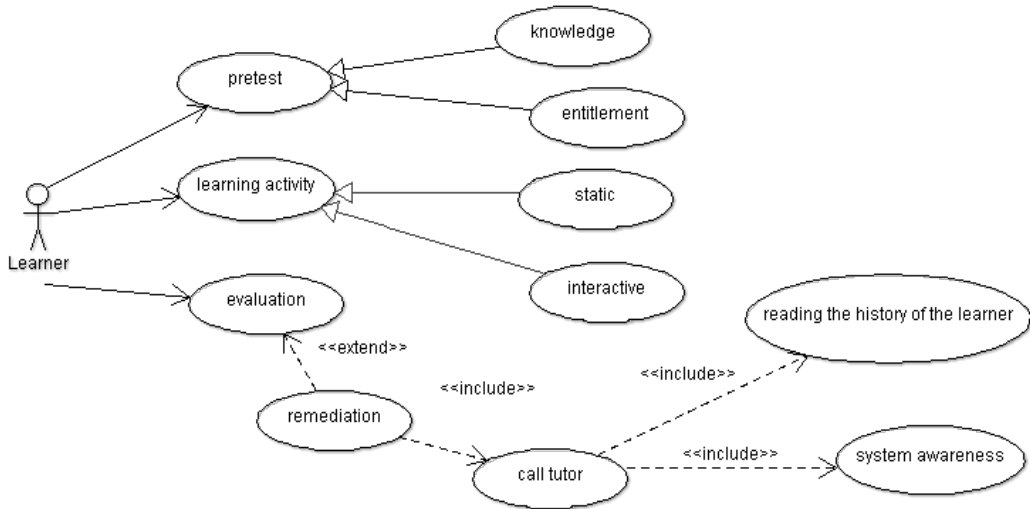 knowledge
pretest
entitlement
learning activity
static
Learner
interactive
evaluation
reading the history of the learner
<<extend>>
<<include>>
<<include>>
remediation
<<include>>
system awareness
call tutor